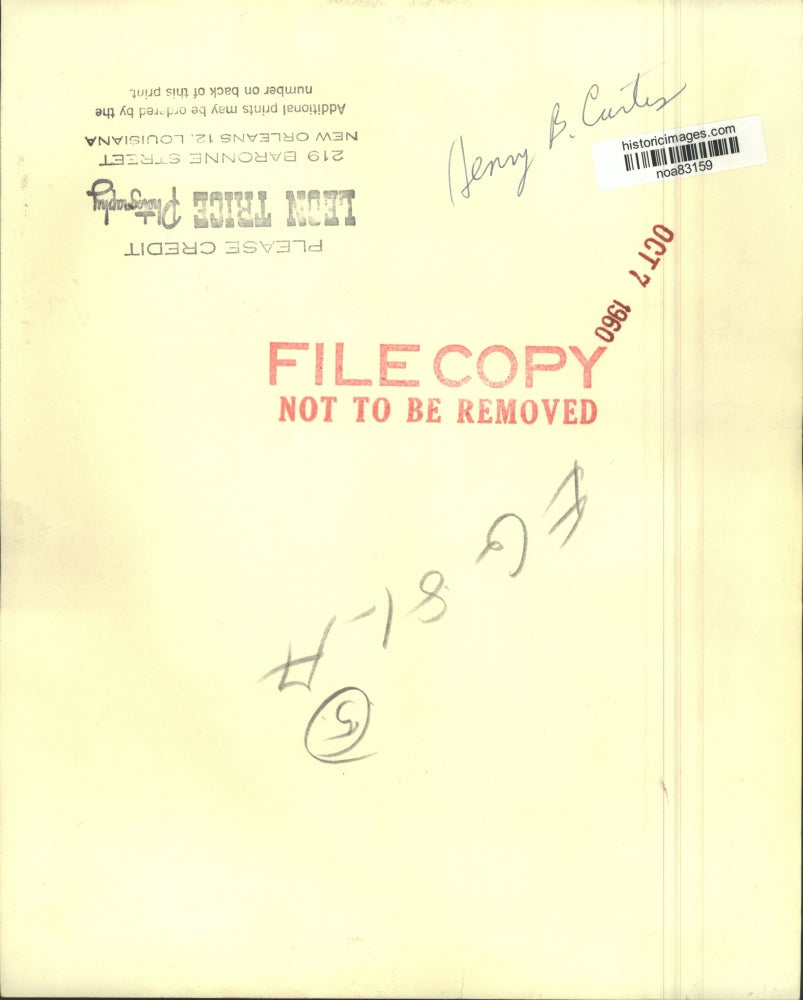 Henry B. Curtis
historicimages.com
noa83159
PLEASE CREDIT
LEON TRICE Photography
219 BARONNE STREET
NEW ORLEANS 12, LOUISIANA
Additional prints may be ordered by the
number on back of this print.
OCT 7 1960
FILE COPY
NOT TO BE REMOVED
5